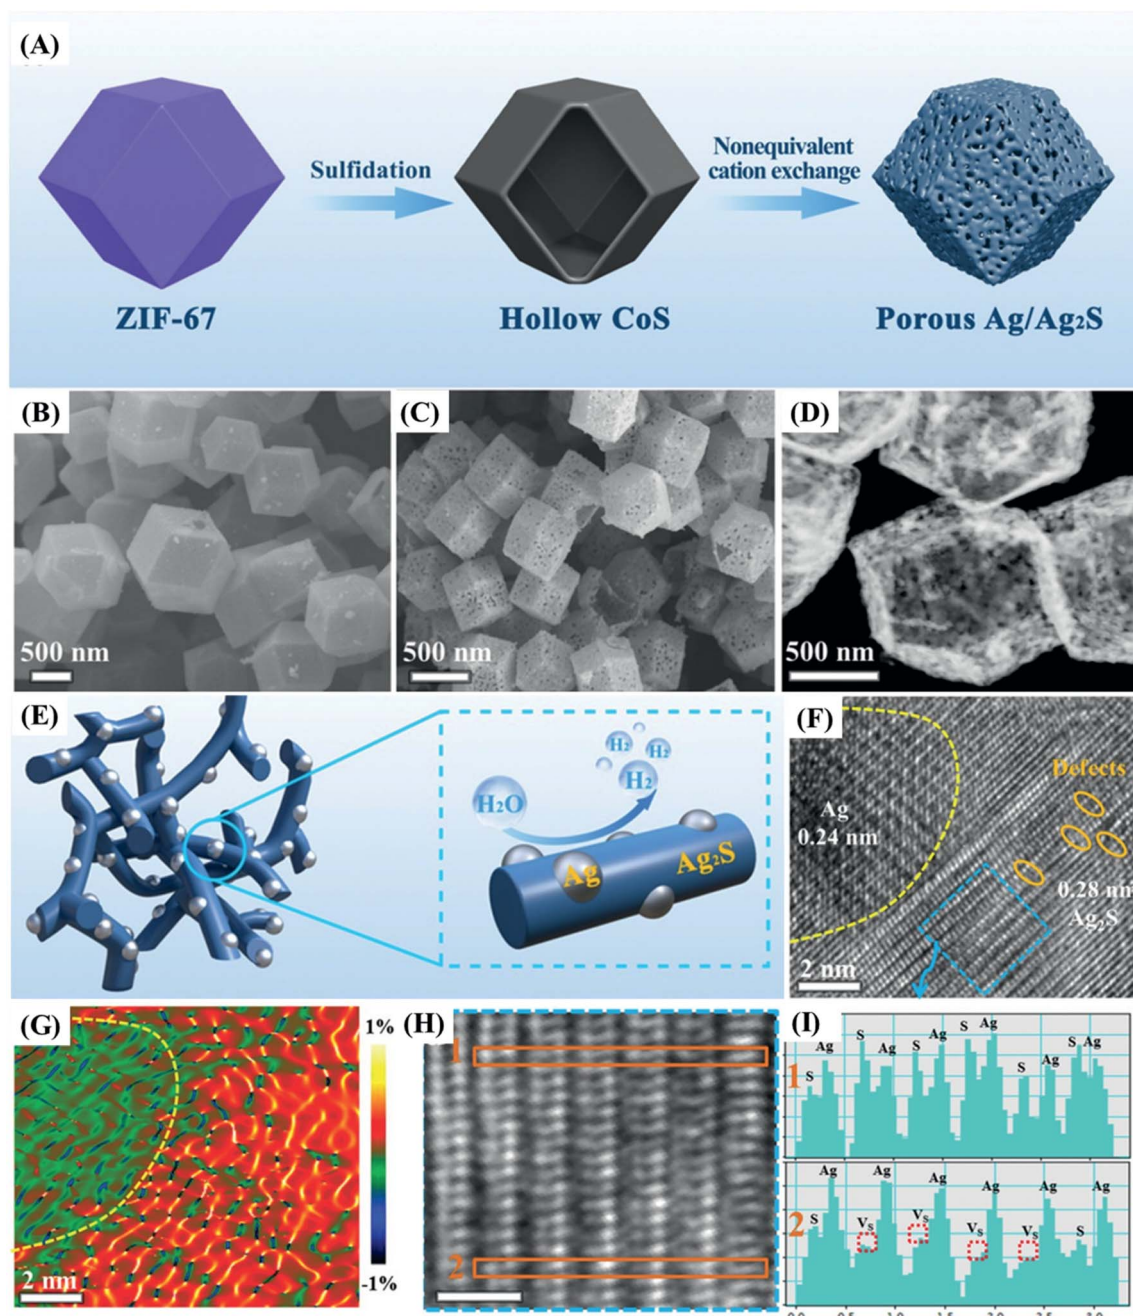 (A)
Sulfidation
Nonequivalent
cation exchange
ZIF-67
Hollow CoS
Porous Ag/Ag₂S
(B)
500 nm
(C)
500 nm
(D)
500 nm
(E)
H₂O
H₂
H₂
H₂
Ag
Ag₂S
(F)
Ag
0.24 nm
Defects
0.28 nm
Ag₂S
2 nm
(G)
1%
-1%
2 nm
(H)
1
2
(I)
1
S Ag S Ag S Ag S Ag S Ag S Ag
2
S Ag Vs Ag Vs Ag Vs Ag Vs Ag S Ag